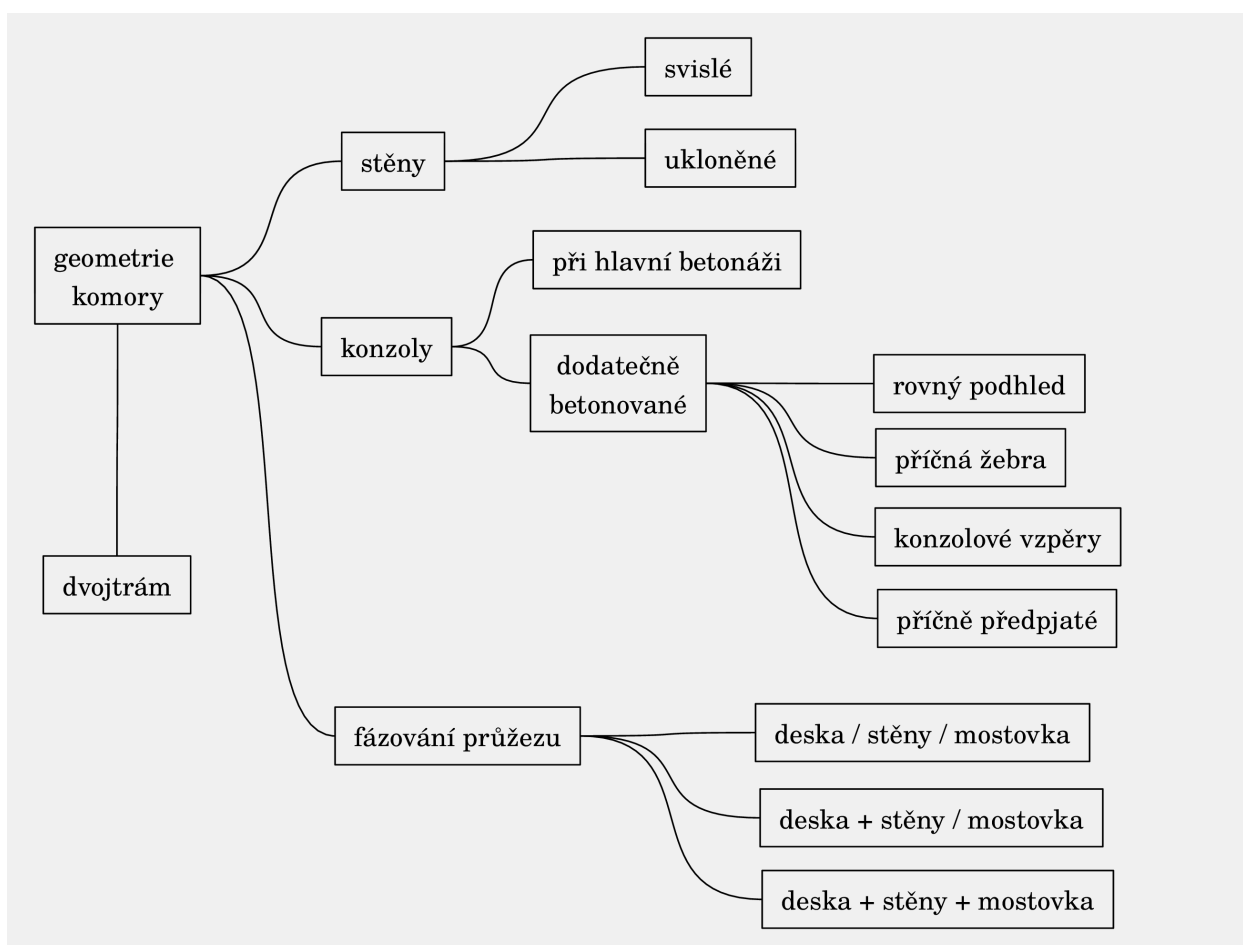 svislé
stěny
ukloněné
geometrie
komory
při hlavní betonáži
konzoly
dodatečně
betonované
rovný podhled
příčná žebra
konzolové vzpěry
dvojtrám
příčně předpjaté
fázování průžezu
deska / stěny / mostovka
deska + stěny / mostovka
deska + stěny + mostovka